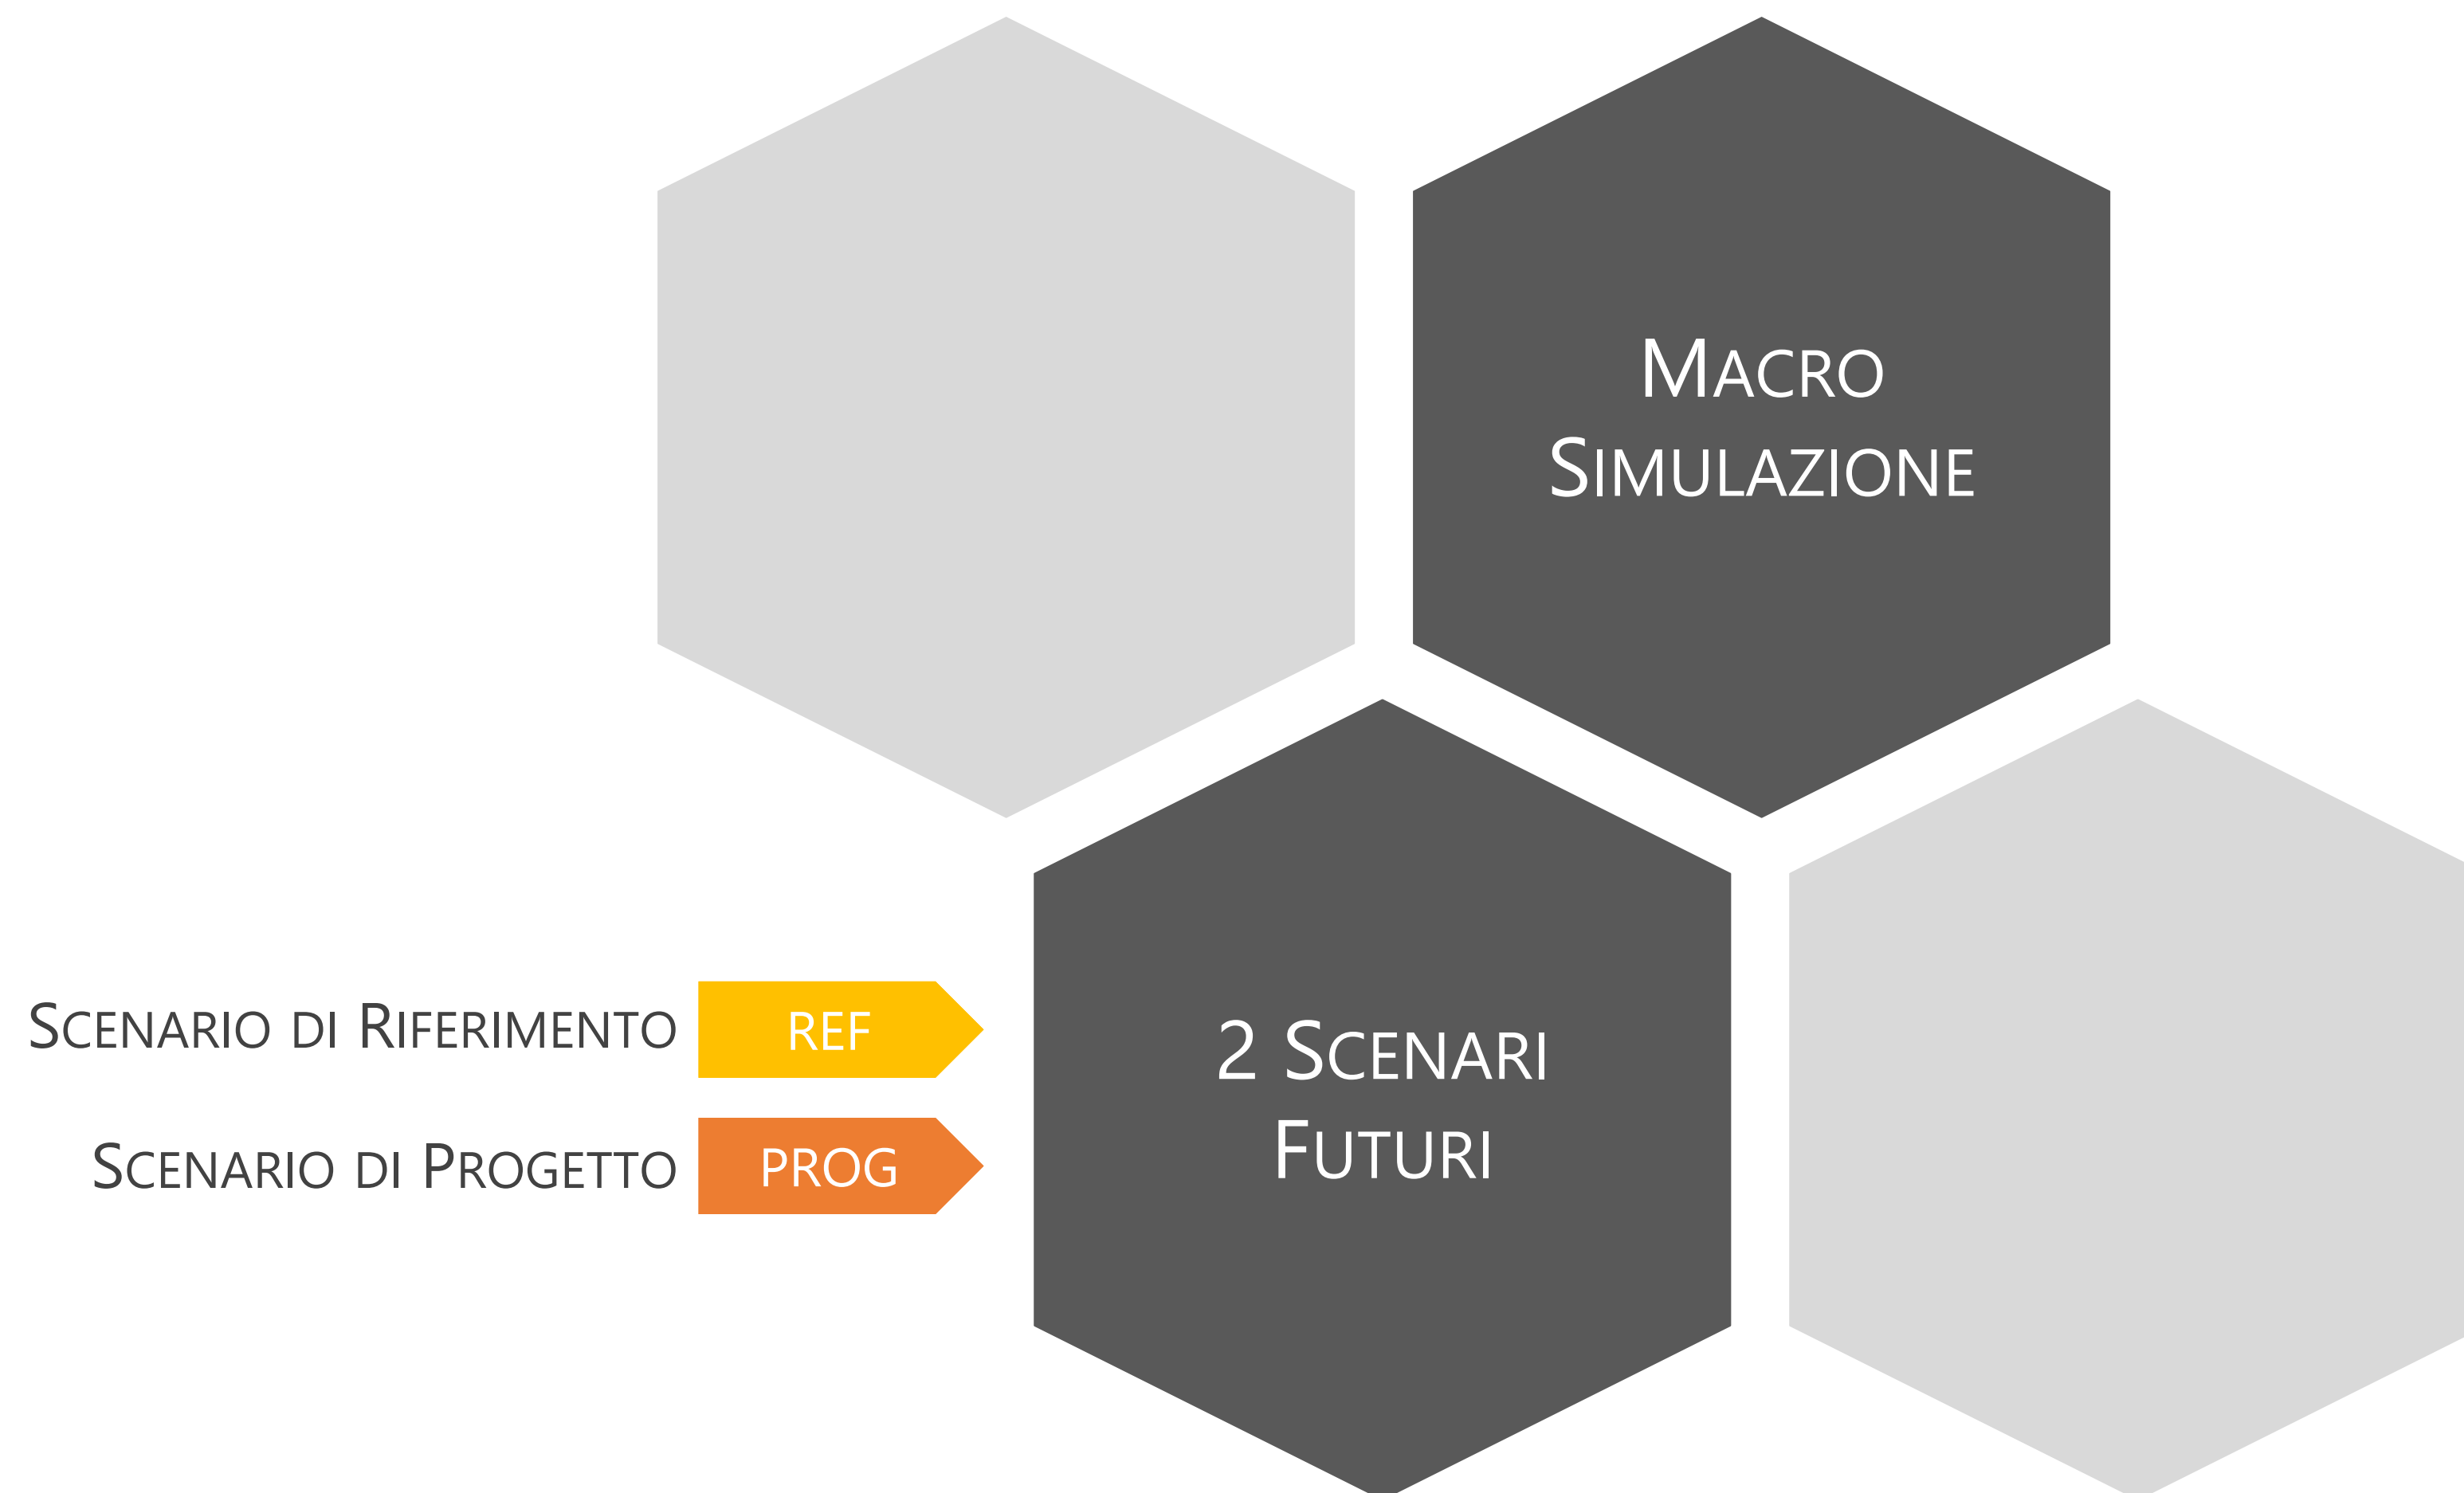 Macro
Simulazione
Scenario di Riferimento
REF
Scenario di Progetto
PROG
2 Scenari
Futuri